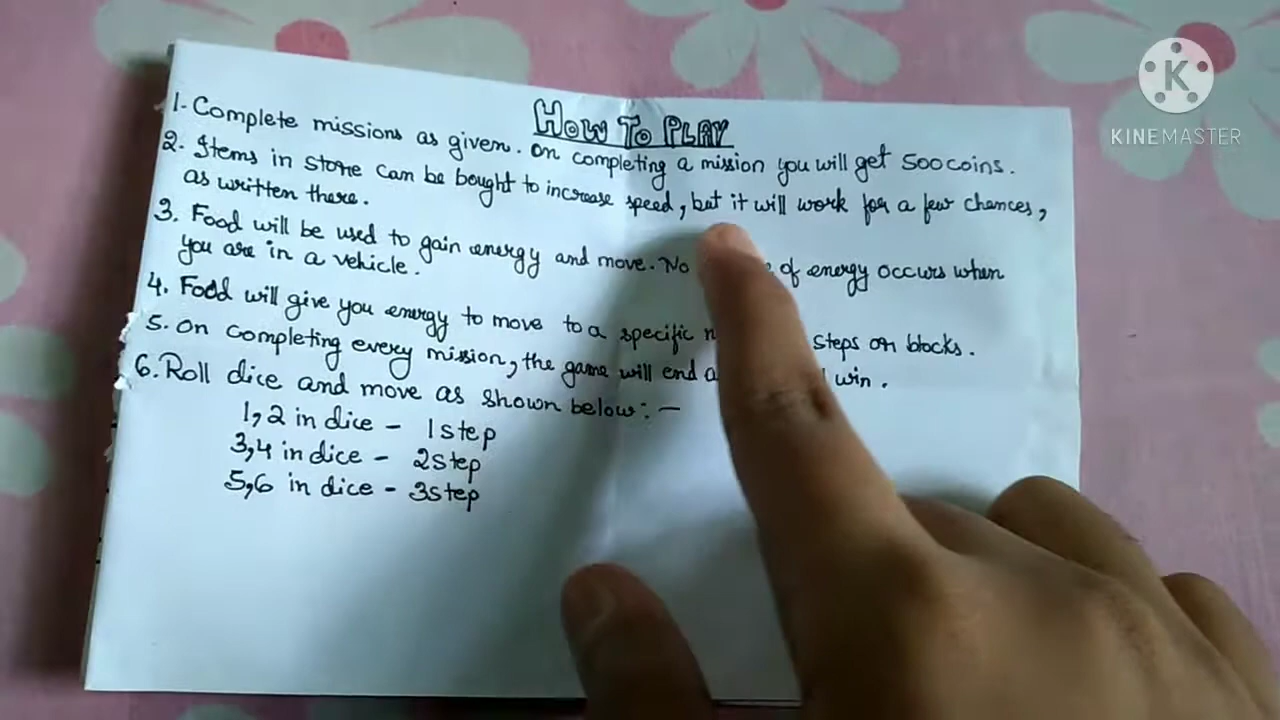 HOW TO PLAY
1. Complete missions as given. On completing a mission you will get 500 coins.
2. Items in store can be bought to increase speed, but it will work for a few chances,
as written there.
3. Food will be used to gain energy and move. No of energy occurs when
you are in a vehicle.
4. Food will give you energy to move to a specific steps on blocks.
5. On completing every mission, the game will end win.
6. Roll dice and move as shown below:-
1,2 in dice - 1step
3,4 in dice - 2step
5,6 in dice - 3step
KINEMASTER
K